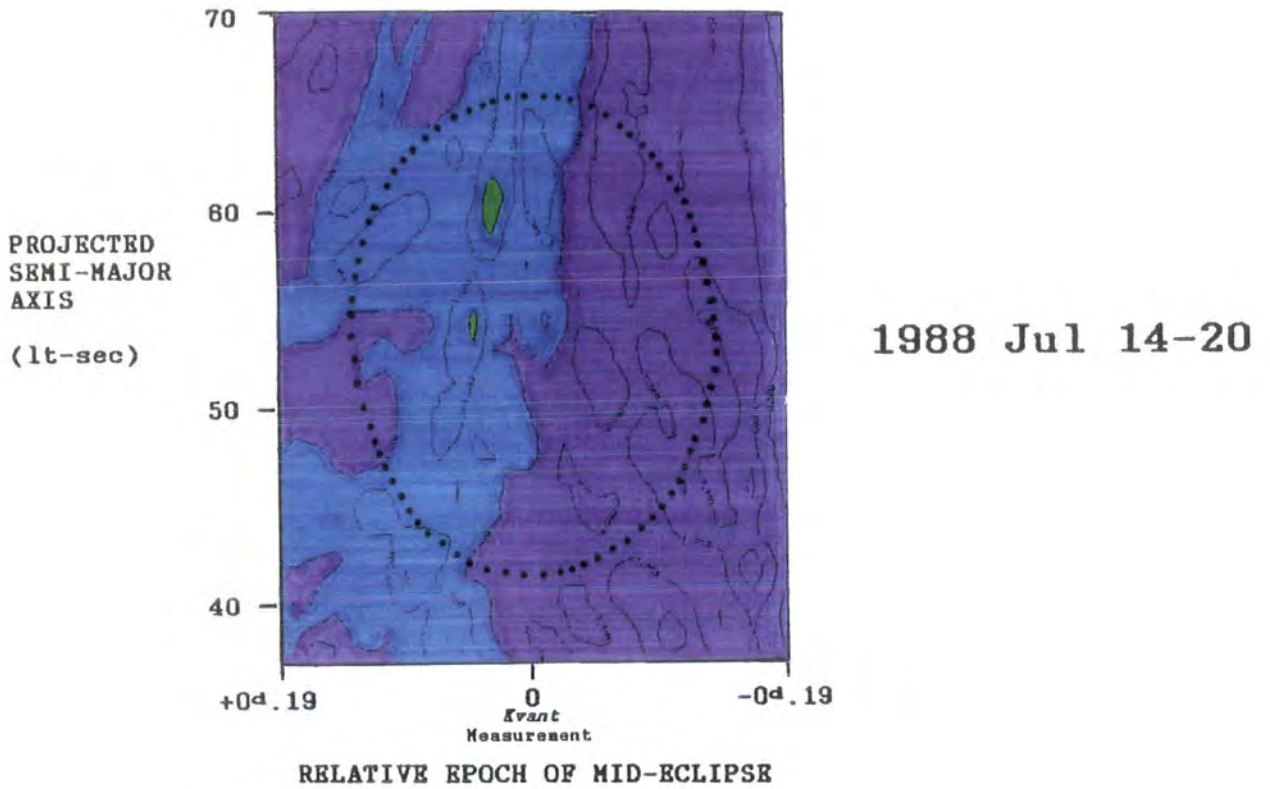 70
60
PROJECTED
SEMI-MAJOR
AXIS
(lt-sec)
1988 Jul 14-20
50
40
+0d.19
0
-0d.19
Kvant
Measurement
RELATIVE EPOCH OF MID-ECLIPSE